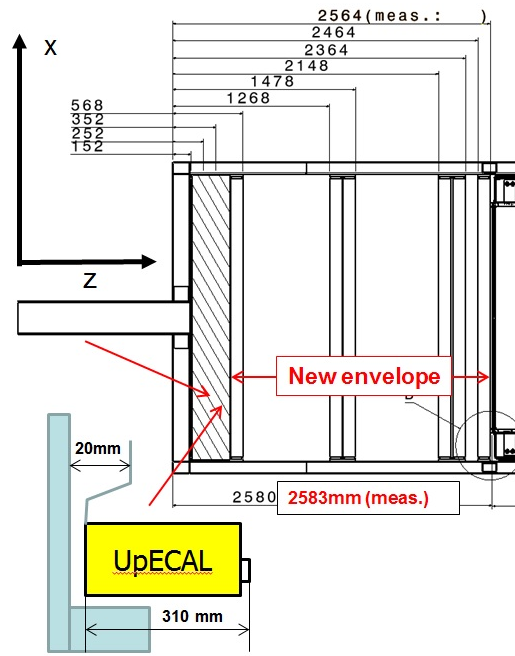 2564(meas.: )
X
2464
2364
2148
1478
568
1268
352
252
152
Z
New envelope
20mm
2580
2583mm (meas.)
UpECAL
310 mm